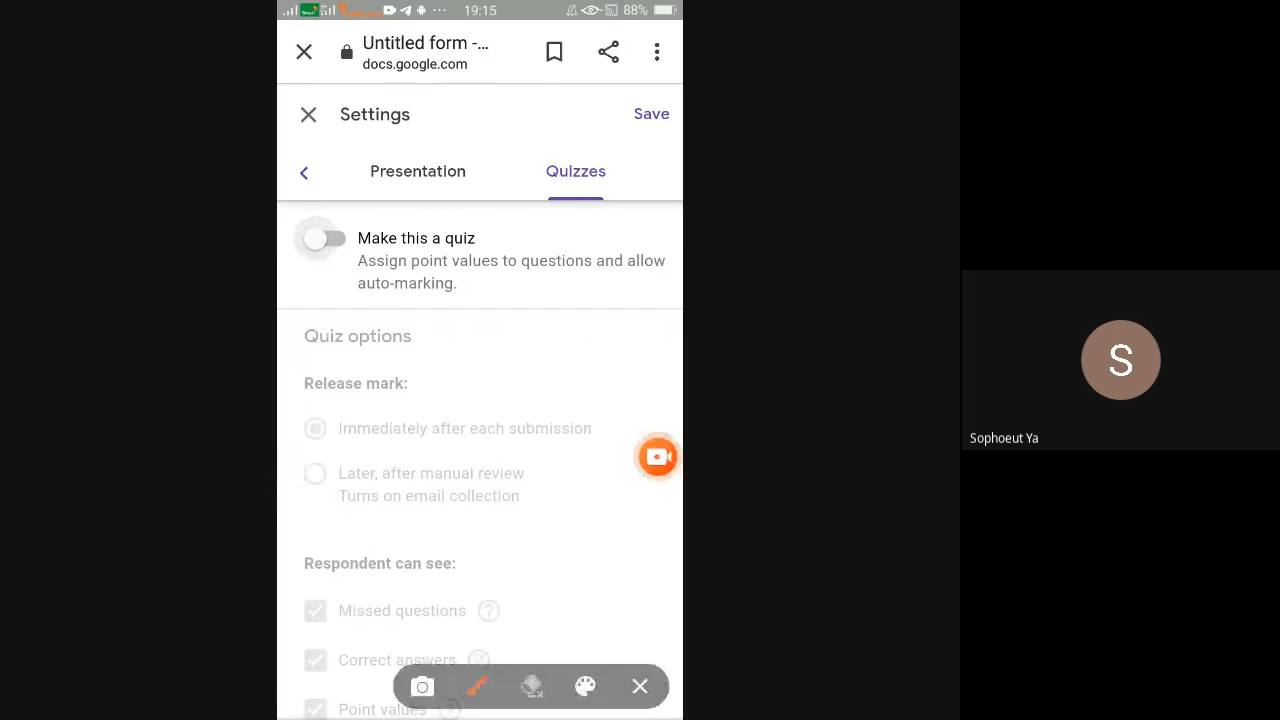 19:15
88%
Untitled form -...
docs.google.com
Settings
Save
Presentation
Quizzes
Make this a quiz
Assign point values to questions and allow
auto-marking.
Quiz options
Release mark:
Immediately after each submission
Later, after manual review
Turns on email collection
Respondent can see:
Missed questions
Correct answers
Point values
S
Sophoeut Ya